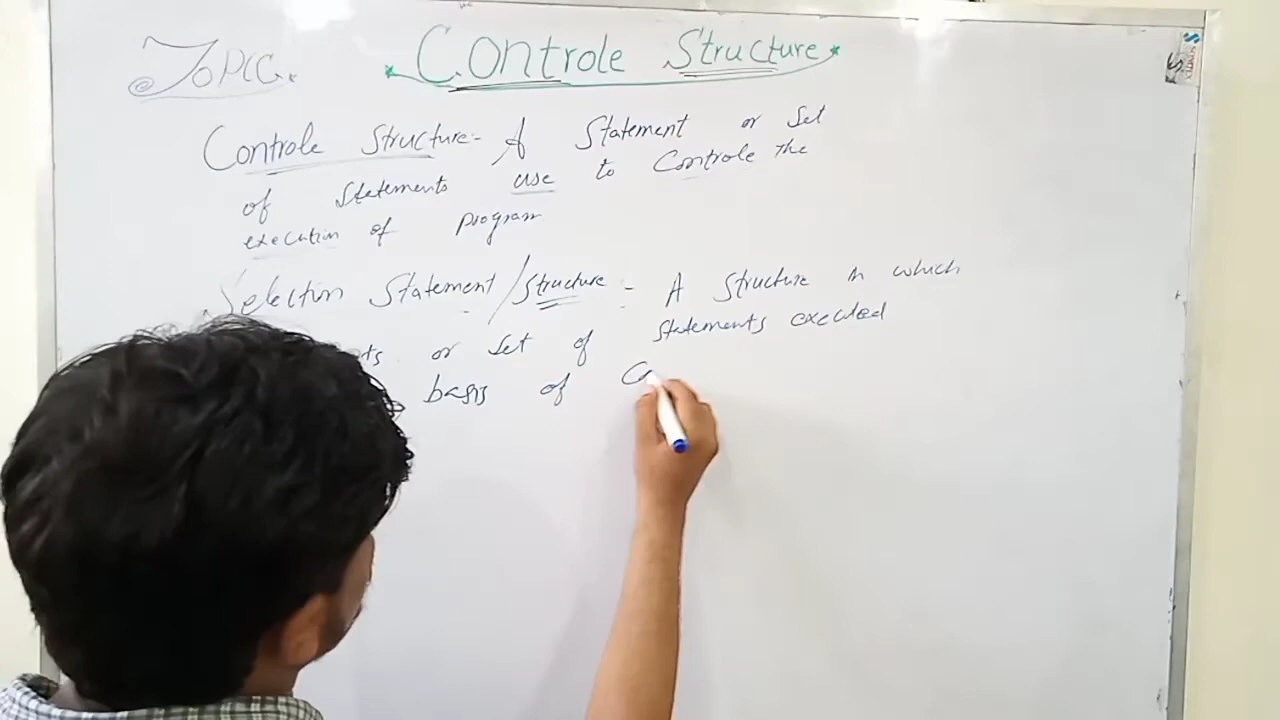 TOPIC. Controle Structure
Controle Structure:- A Statement or Set
of Statements use to Controle the
execution of program
Selection Statement/Structure:- A Structure in which
or Set of Statements executed
basis of